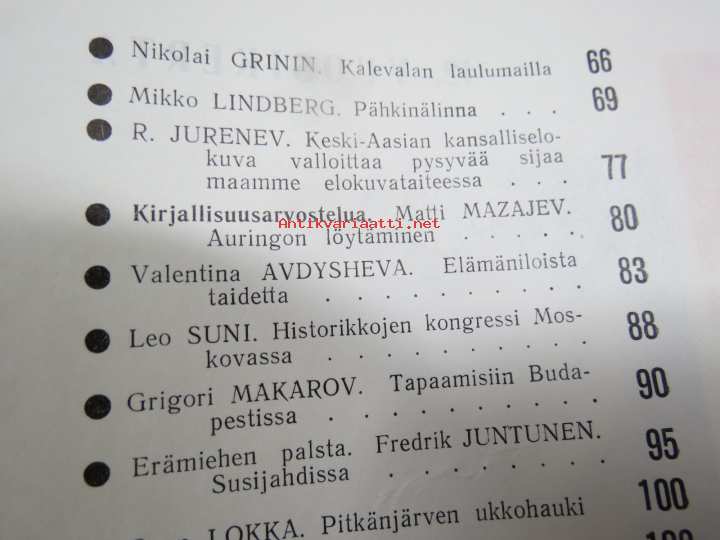 Nikolai GRININ. Kalevalan laulumailla 66
Mikko LINDBERG. Pähkinälinna . . . 69
R. JURENEV. Keski-Aasian kansalliselo-
kuva valloittaa pysyvää sijaa
maamme elokuvataiteessa . . . 77
Kirjallisuusarvostelua. Matti MAZAJEV.
Antikvariaatti.net
Auringon löytäminen . . . . . 80
Valentina AVDYSHEVA. Elämäniloista
taidetta . . . . . . . . . . 83
Leo SUNI. Historikkojen kongressi Mos-
kovassa . . . . . . . . . . 88
Grigori MAKAROV. Tapaamisiin Buda-
pestissa . . . . . . . . . . 90
Erämiehen palsta. Fredrik JUNTUNEN.
Susijahdissa . . . . . . . . 95
LOKKA. Pitkänjärven ukkohauki 100